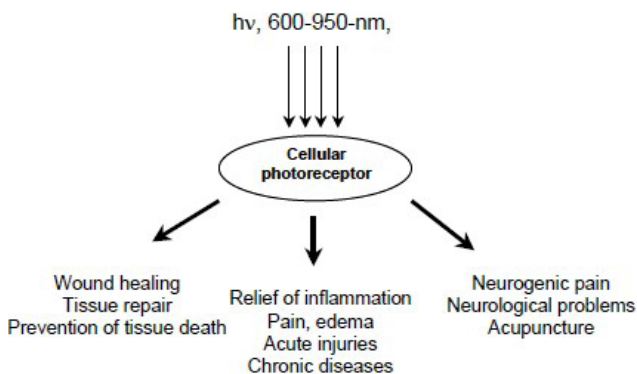 hν, 600-950-nm,
Cellular
photoreceptor
Wound healing
Tissue repair
Prevention of tissue death
Relief of inflammation
Pain, edema
Acute injuries
Chronic diseases
Neurogenic pain
Neurological problems
Acupuncture